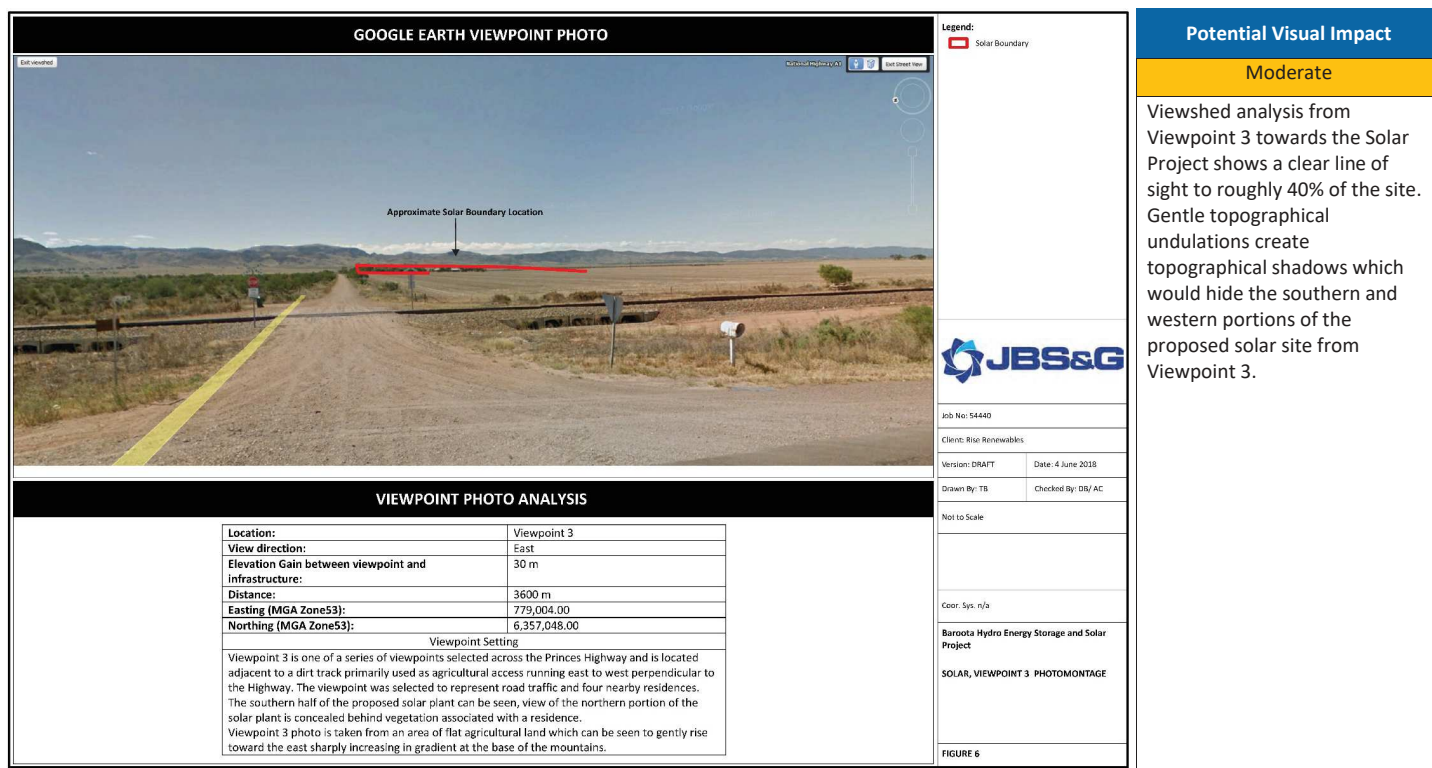 GOOGLE EARTH VIEWPOINT PHOTO
Exit viewshed
National Highway A1
Exit Street View
Approximate Solar Boundary Location
VIEWPOINT PHOTO ANALYSIS
Location: Viewpoint 3
View direction: East
Elevation Gain between viewpoint and 30 m
infrastructure:
Distance: 3600 m
Easting (MGA Zone53): 779,004.00
Northing (MGA Zone53): 6,357,048.00
Viewpoint Setting
Viewpoint 3 is one of a series of viewpoints selected across the Princes Highway and is located
adjacent to a dirt track primarily used as agricultural access running east to west perpendicular to
the Highway. The viewpoint was selected to represent road traffic and four nearby residences.
The southern half of the proposed solar plant can be seen, view of the northern portion of the
solar plant is concealed behind vegetation associated with a residence.
Viewpoint 3 photo is taken from an area of flat agricultural land which can be seen to gently rise
toward the east sharply increasing in gradient at the base of the mountains.
Legend:
Solar Boundary
JBS&G
Job No: 54440
Client: Rise Renewables
Version: DRAFT Date: 4 June 2018
Drawn By: TB Checked By: DB/ AC
Not to Scale
Coor. Sys. n/a
Baroota Hydro Energy Storage and Solar
Project
SOLAR, VIEWPOINT 3 PHOTOMONTAGE
FIGURE 6
Potential Visual Impact
Moderate
Viewshed analysis from
Viewpoint 3 towards the Solar
Project shows a clear line of
sight to roughly 40% of the site.
Gentle topographical
undulations create
topographical shadows which
would hide the southern and
western portions of the
proposed solar site from
Viewpoint 3.